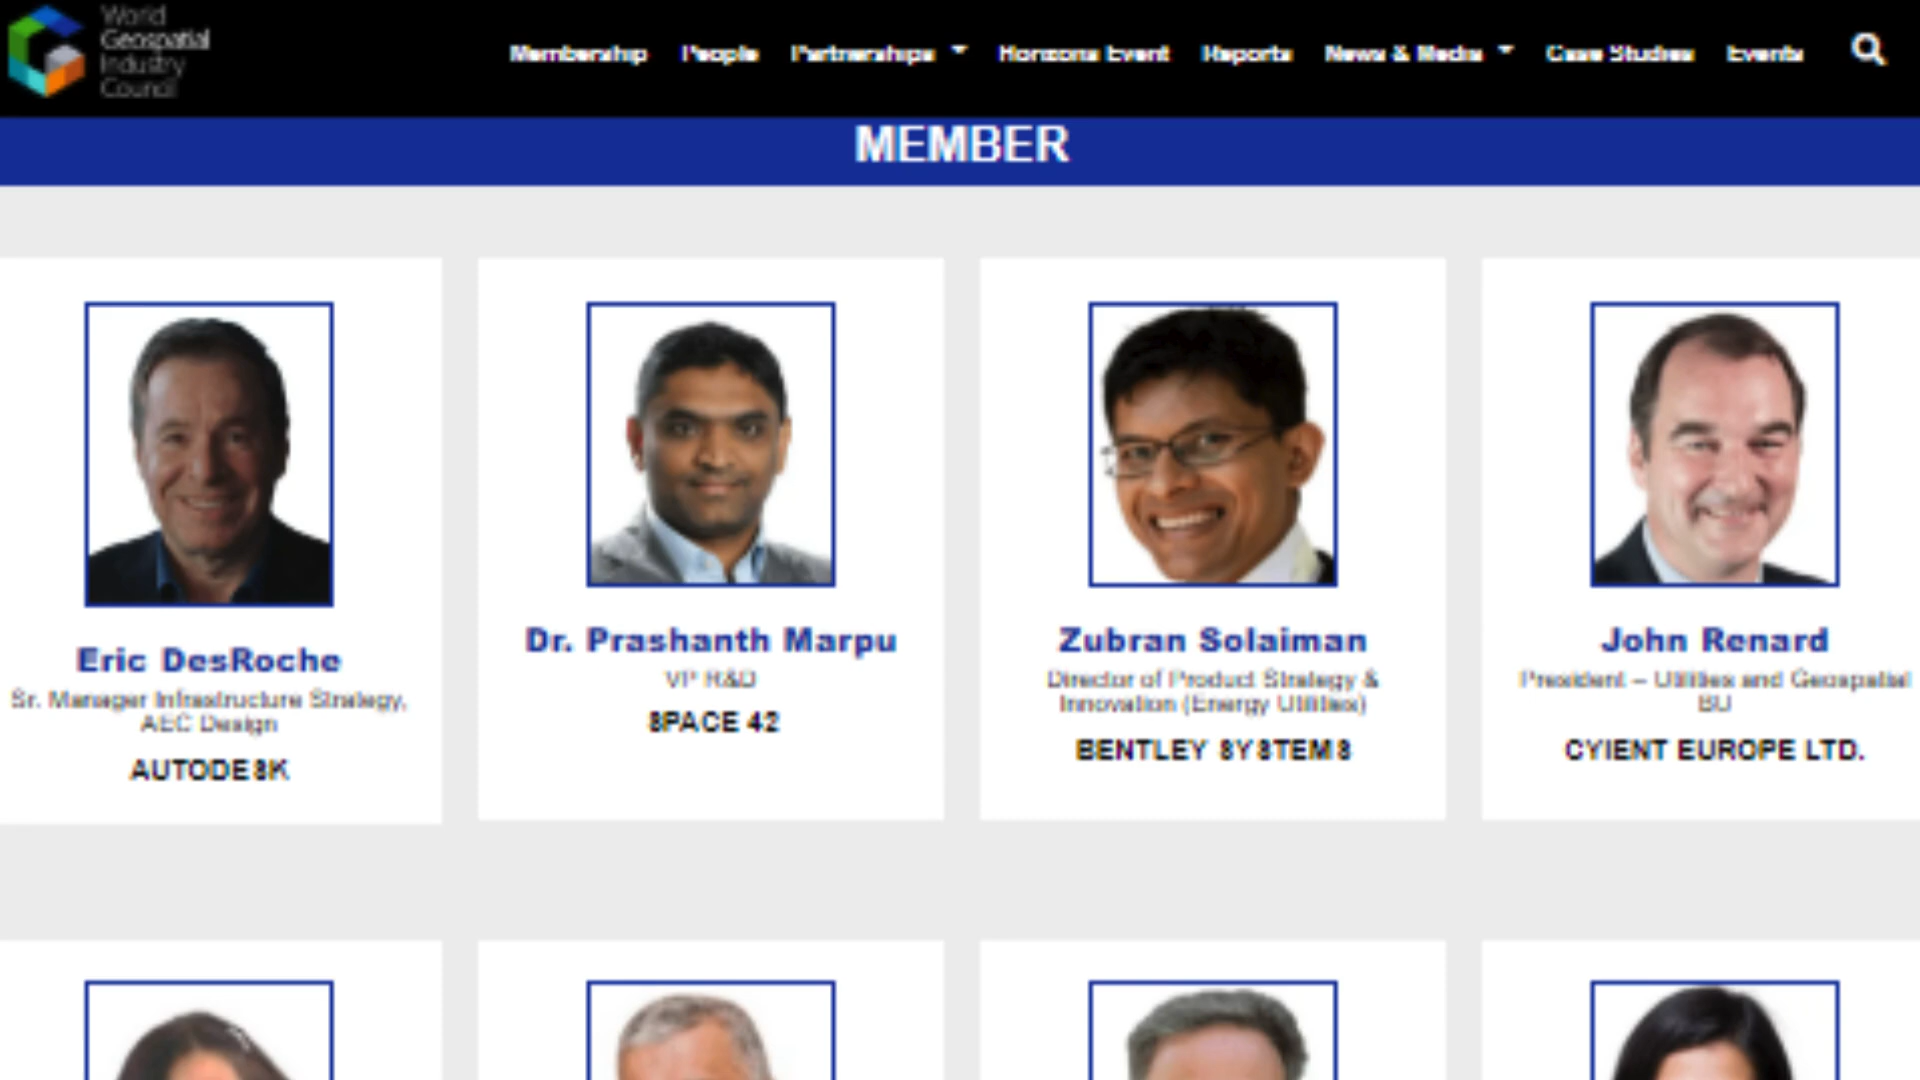 World
Geospatial
Industry
Council
Membership People Partnerships Horizons Event Reports News & Media Case Studies Events
MEMBER
Eric DesRoche
Sr. Manager Infrastructure Strategy,
AEC Design
AUTODESK
Dr. Prashanth Marpu
VP R&D
SPACE 42
Zubran Solaiman
Director of Product Strategy &
Innovation (Energy Utilities)
BENTLEY SYSTEMS
John Renard
President – Utilities and Geospatial
BU
CYIENT EUROPE LTD.